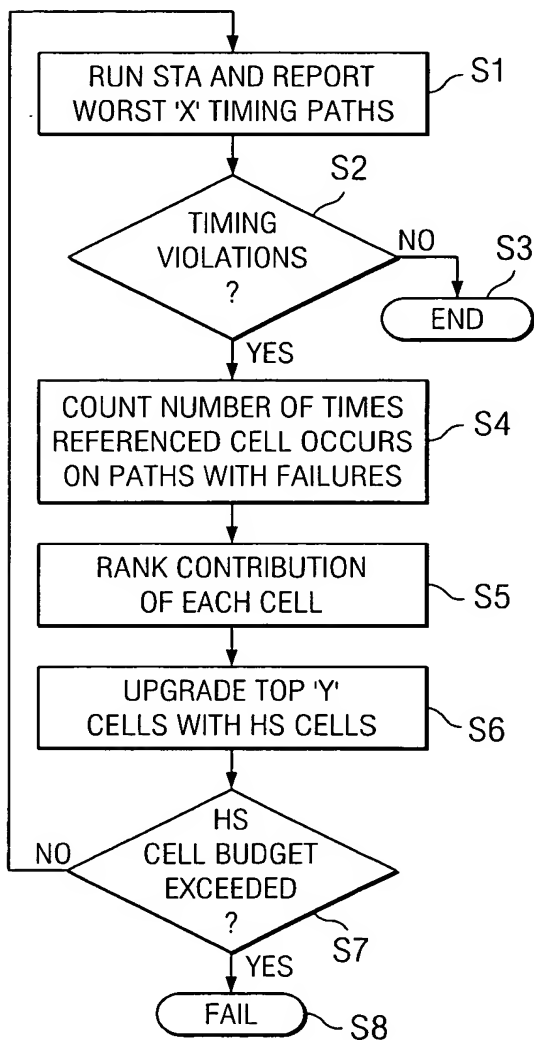 RUN STA AND REPORT
WORST 'X' TIMING PATHS
S1
S2
TIMING
VIOLATIONS
?
NO
S3
END
YES
COUNT NUMBER OF TIMES
REFERENCED CELL OCCURS
ON PATHS WITH FAILURES
S4
RANK CONTRIBUTION
OF EACH CELL
S5
UPGRADE TOP 'Y'
CELLS WITH HS CELLS
S6
HS
CELL BUDGET
EXCEEDED
?
NO
S7
YES
FAIL
S8